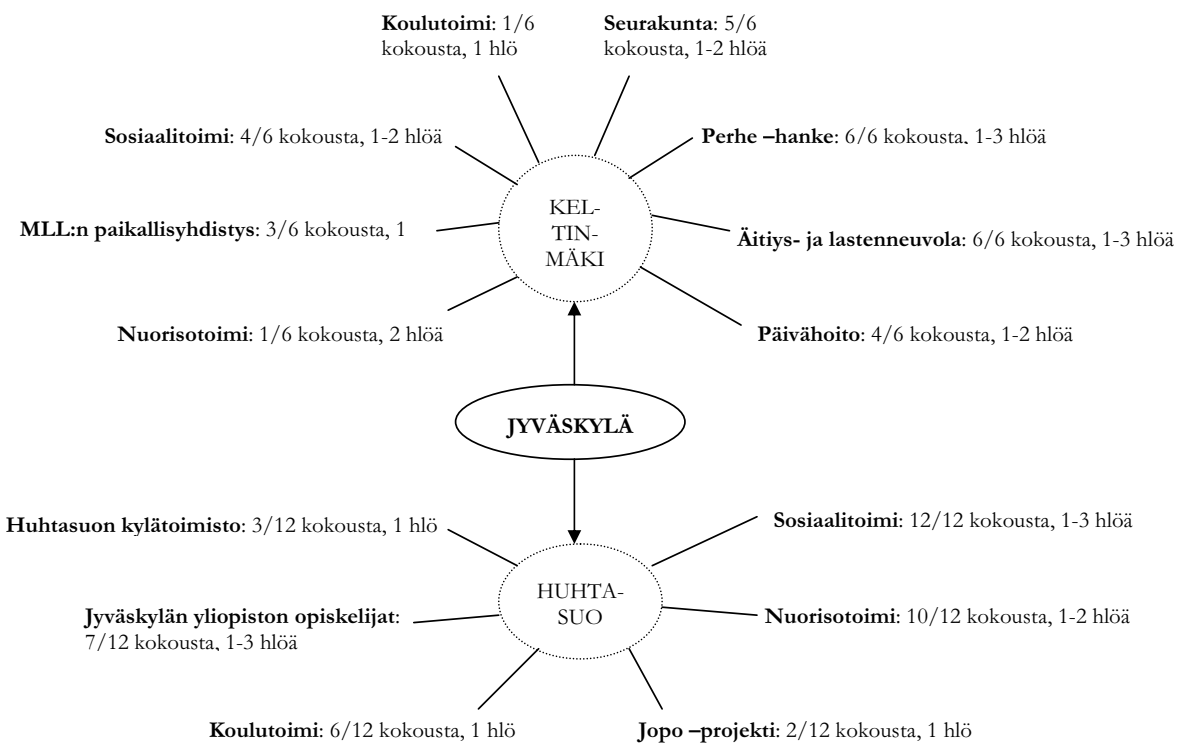 Koulutoimi: 1/6
kokousta, 1 hlö
Seurakunta: 5/6
kokousta, 1-2 hlöä
Sosiaalitoimi: 4/6 kokousta, 1-2 hlöä
Perhe –hanke: 6/6 kokousta, 1-3 hlöä
MLL:n paikallisyhdistys: 3/6 kokousta, 1
KEL-
TIN-
MÄKI
Äitiys- ja lastenneuvola: 6/6 kokousta, 1-3 hlöä
Nuorisotoimi: 1/6 kokousta, 2 hlöä
Päivähoito: 4/6 kokousta, 1-2 hlöä
JYVÄSKYLÄ
Huhtasuon kylätoimisto: 3/12 kokousta, 1 hlö
Sosiaalitoimi: 12/12 kokousta, 1-3 hlöä
HUHTA-
SUO
Jyväskylän yliopiston opiskelijat:
7/12 kokousta, 1-3 hlöä
Nuorisotoimi: 10/12 kokousta, 1-2 hlöä
Koulutoimi: 6/12 kokousta, 1 hlö
Jopo –projekti: 2/12 kokousta, 1 hlö